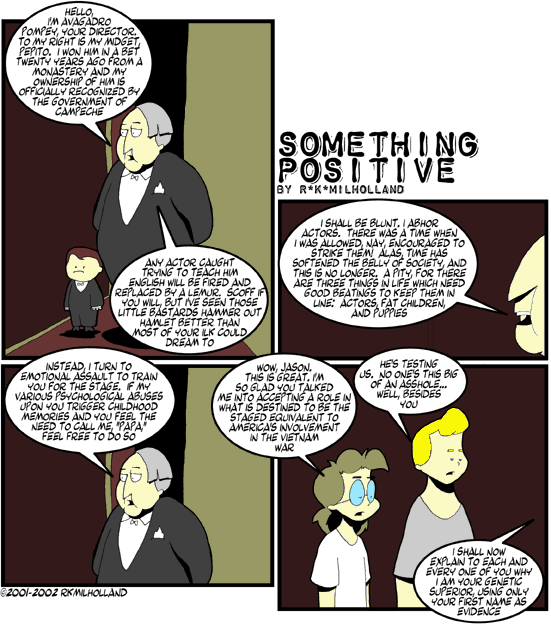 HELLO,
I'M AVAGADRO
POMPEY, YOUR DIRECTOR.
TO MY RIGHT IS MY MIDGET,
PEPITO. I WON HIM IN A BET
TWENTY YEARS AGO FROM A
MONASTERY AND MY
OWNERSHIP OF HIM IS
OFFICIALLY RECOGNIZED BY
THE GOVERNMENT OF
CAMPECHE
ANY ACTOR CAUGHT
TRYING TO TEACH HIM
ENGLISH WILL BE FIRED AND
REPLACED BY A LEMUR. SCOFF IF
YOU WILL, BUT I'VE SEEN THOSE
LITTLE BASTARDS HAMMER OUT
HAMLET BETTER THAN
MOST OF YOUR ILK COULD
DREAM TO
SOMETHING
POSITIVE
BY R*K*MILHOLLAND
I SHALL BE BLUNT. I ABHOR
ACTORS. THERE WAS A TIME WHEN
I WAS ALLOWED, NAY, ENCOURAGED TO
STRIKE THEM! ALAS, TIME HAS
SOFTENED THE BELLY OF SOCIETY, AND
THIS IS NO LONGER. A PITY, FOR THERE
ARE THREE THINGS IN LIFE WHICH NEED
GOOD BEATINGS TO KEEP THEM IN
LINE: ACTORS, FAT CHILDREN,
AND PUPPIES
INSTEAD, I TURN TO
EMOTIONAL ASSAULT TO TRAIN
YOU FOR THE STAGE. IF MY
VARIOUS PSYCHOLOGICAL ABUSES
UPON YOU TRIGGER CHILDHOOD
MEMORIES AND YOU FEEL THE
NEED TO CALL ME, "PAPA,"
FEEL FREE TO DO SO
WOW, JASON.
THIS IS GREAT. I'M
SO GLAD YOU TALKED
ME INTO ACCEPTING A ROLE IN
WHAT IS DESTINED TO BE THE
STAGED EQUIVALENT TO
AMERICA'S INVOLVEMENT
IN THE VIETNAM
WAR
HE'S TESTING
US. NO ONE'S THIS BIG
OF AN ASSHOLE...
WELL, BESIDES
YOU
I SHALL NOW
EXPLAIN TO EACH AND
EVERY ONE OF YOU WHY
I AM YOUR GENETIC
SUPERIOR, USING ONLY
YOUR FIRST NAME AS
EVIDENCE
©2001-2002 RKMILHOLLAND